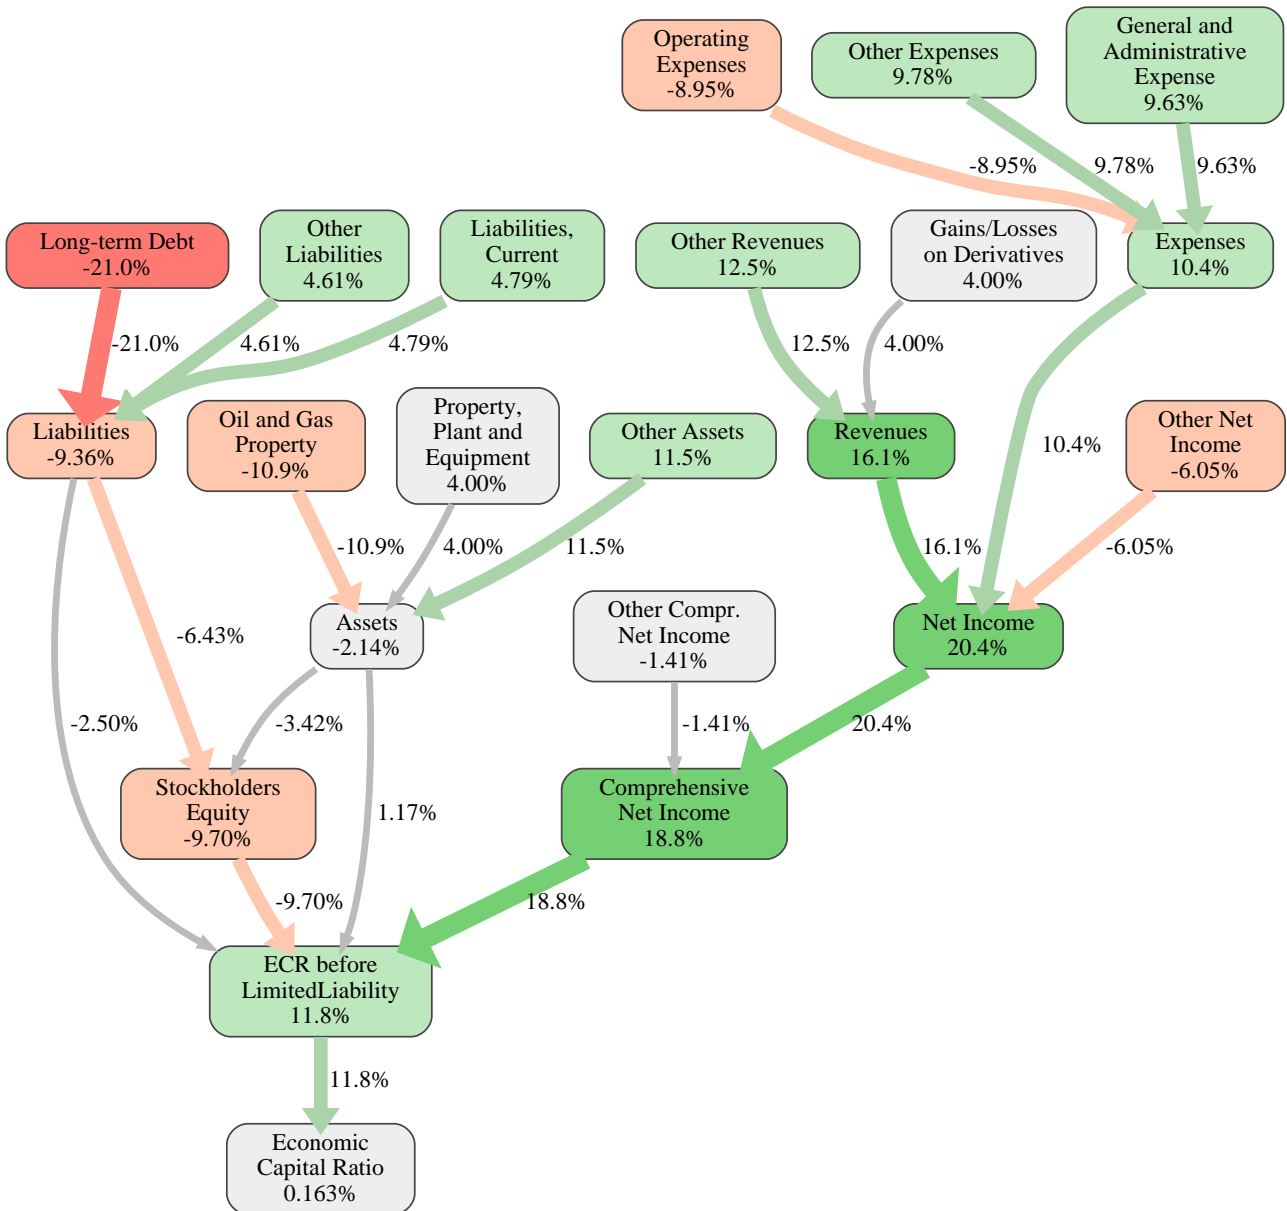 Operating
Expenses
-8.95%
Other Expenses
9.78%
General and
Administrative
Expense
9.63%
-8.95%
9.78%
9.63%
Long-term Debt
-21.0%
Other
Liabilities
4.61%
Liabilities,
Current
4.79%
Other Revenues
12.5%
Gains/Losses
on Derivatives
4.00%
Expenses
10.4%
-21.0%
4.61%
4.79%
12.5%
4.00%
10.4%
Liabilities
-9.36%
Oil and Gas
Property
-10.9%
Property,
Plant and
Equipment
4.00%
Other Assets
11.5%
Revenues
16.1%
Other Net
Income
-6.05%
-10.9%
4.00%
11.5%
16.1%
-6.05%
-6.43%
Assets
-2.14%
Other Compr.
Net Income
-1.41%
Net Income
20.4%
-2.50%
-3.42%
1.17%
-1.41%
20.4%
Stockholders
Equity
-9.70%
Comprehensive
Net Income
18.8%
-9.70%
18.8%
ECR before
LimitedLiability
11.8%
11.8%
Economic
Capital Ratio
0.163%